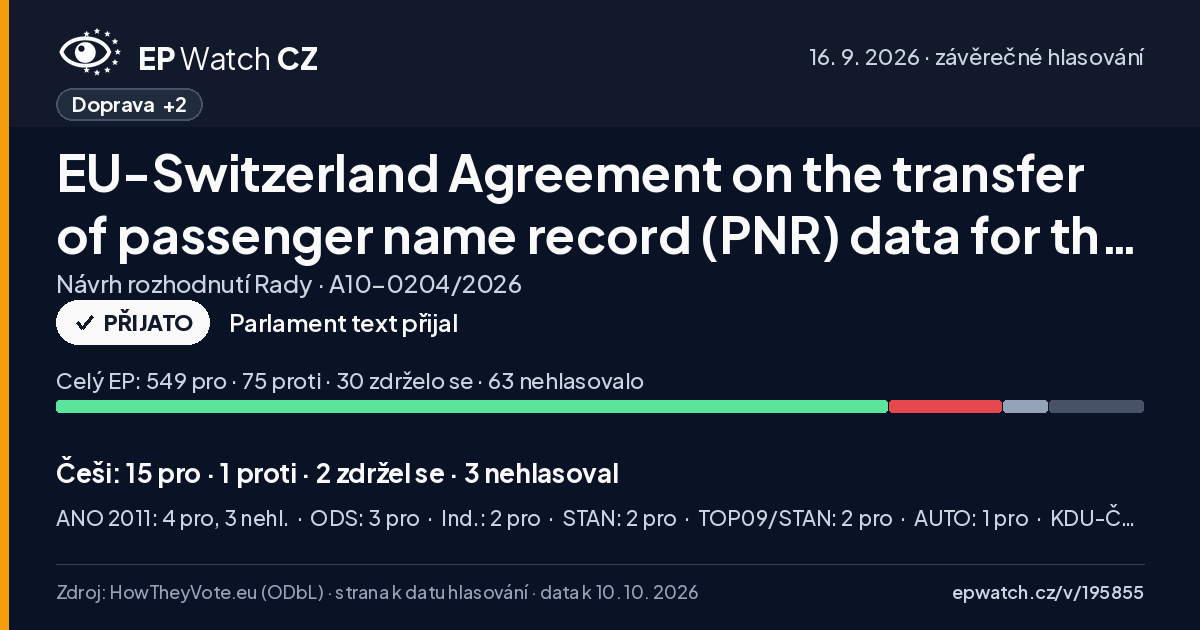 EP Watch CZ
16. 9. 2026 · závěrečné hlasování
Doprava +2
EU-Switzerland Agreement on the transfer
of passenger name record (PNR) data for th…
Návrh rozhodnutí Rady · A10-0204/2026
✓ PŘIJATO Parlament text přijal
Celý EP: 549 pro · 75 proti · 30 zdrželo se · 63 nehlasovalo
Češi: 15 pro · 1 proti · 2 zdržel se · 3 nehlasoval
ANO 2011: 4 pro, 3 nehl. · ODS: 3 pro · Ind.: 2 pro · STAN: 2 pro · TOP09/STAN: 2 pro · AUTO: 1 pro · KDU-Č…
Zdroj: HowTheyVote.eu (ODbL) · strana k datu hlasování · data k 10. 10. 2026
epwatch.cz/v/195855